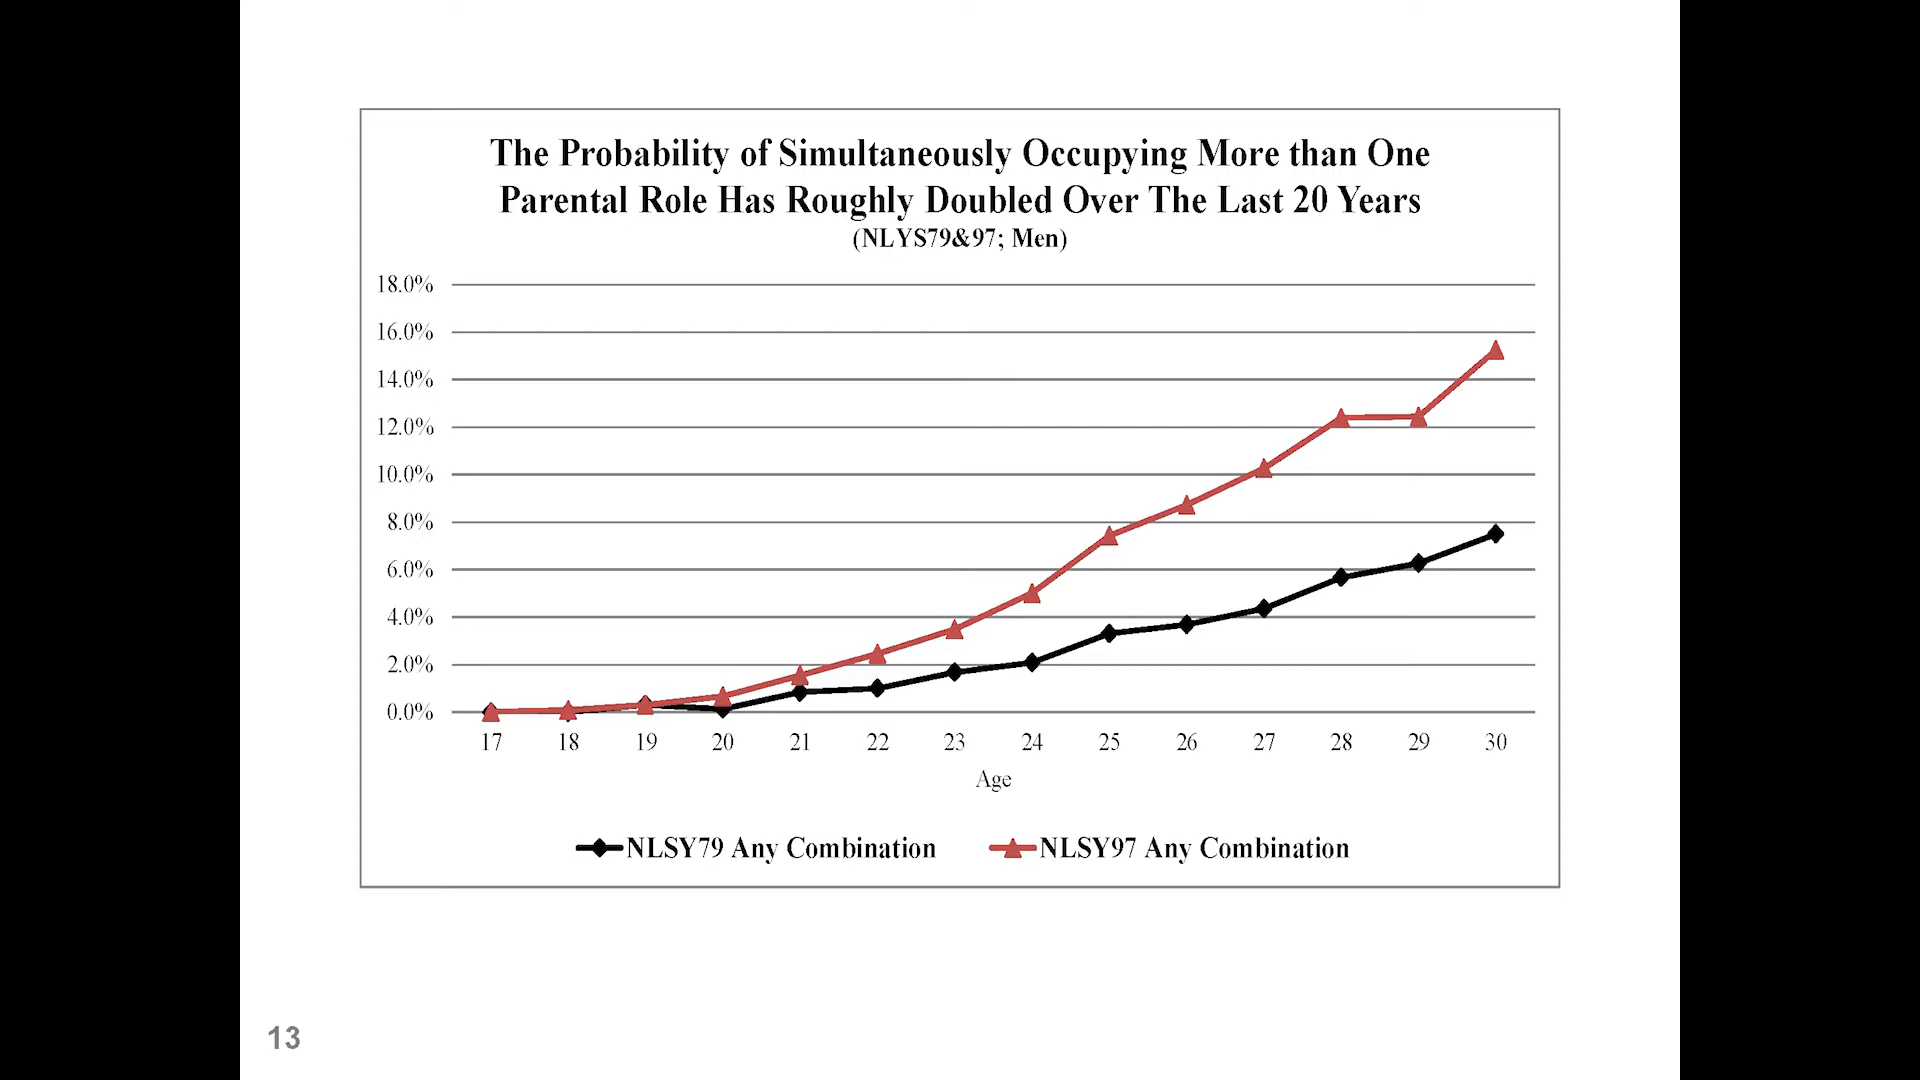 The Probability of Simultaneously Occupying More than One
Parental Role Has Roughly Doubled Over The Last 20 Years
(NLYS79&97; Men)
18.0%
16.0%
14.0%
12.0%
10.0%
8.0%
6.0%
4.0%
2.0%
0.0%
17 18 19 20 21 22 23 24 25 26 27 28 29 30
Age
NLSY79 Any Combination NLSY97 Any Combination
13